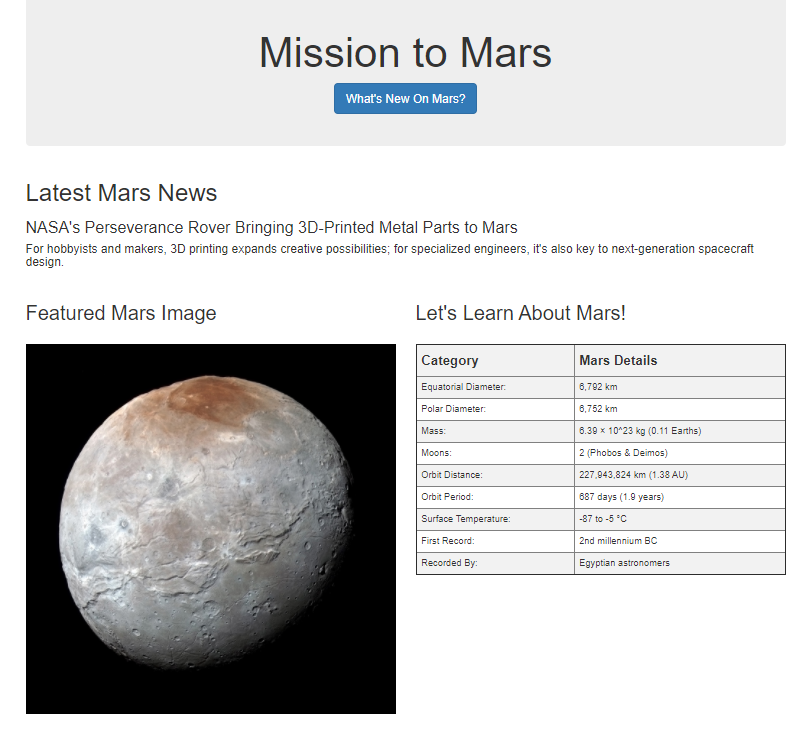 Mission to Mars
What's New On Mars?
Latest Mars News
NASA's Perseverance Rover Bringing 3D-Printed Metal Parts to Mars
For hobbyists and makers, 3D printing expands creative possibilities; for specialized engineers, it's also key to next-generation spacecraft
design.
Featured Mars Image
Let's Learn About Mars!
Category Mars Details
Equatorial Diameter: 6,792 km
Polar Diameter: 6,752 km
Mass: 6.39 × 10^23 kg (0.11 Earths)
Moons: 2 (Phobos & Deimos)
Orbit Distance: 227,943,824 km (1.38 AU)
Orbit Period: 687 days (1.9 years)
Surface Temperature: -87 to -5 °C
First Record: 2nd millennium BC
Recorded By: Egyptian astronomers